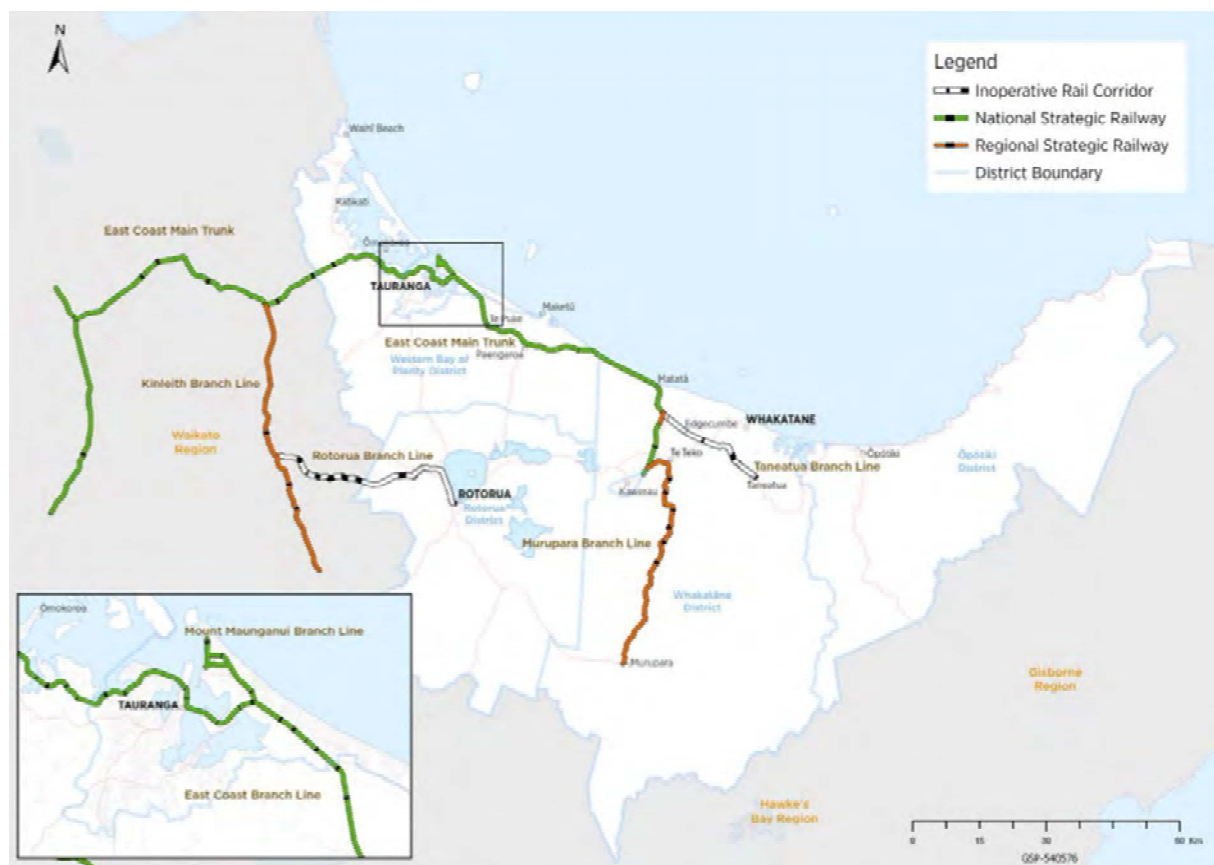 N
Legend
Inoperative Rail Corridor
National Strategic Railway
Regional Strategic Railway
District Boundary
Waihī Beach
Katikati
East Coast Main Trunk
Ōmokoroa
TAURANGA
Te Puke
Maketū
East Coast Main Trunk
Paengaroa
Western Bay of
Plenty District
Matatā
Kinleith Branch Line
Edgecumbe
WHAKATANE
Waikato
Region
Rotorua Branch Line
Te Teko
Taneatua Branch Line
Ōpōtiki
Ōpōtiki
District
Kawerau
Taneatua
ROTORUA
Rotorua
District
Murupara Branch Line
Whakatāne
District
Murupara
Gisborne
Region
Hawke's
Bay Region
Ōmokoroa
Mount Maunganui Branch Line
TAURANGA
East Coast Branch Line
0 15 30 60 Km
GSP-540576